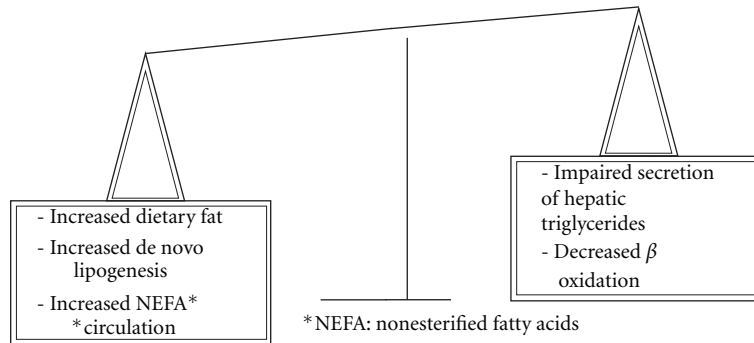 - Increased dietary fat
- Increased de novo
lipogenesis
- Increased NEFA*
*circulation
- Impaired secretion
of hepatic
triglycerides
- Decreased β
oxidation
*NEFA: nonesterified fatty acids